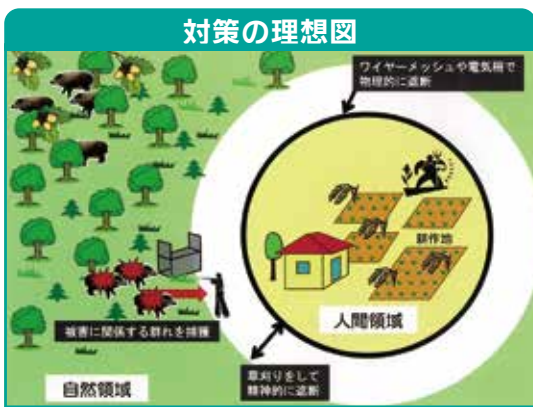 対策の理想図
ワイヤーメッシュや電気柵で
物理的に遮断
耕作地
人間領域
被害に関係する群れを捕獲
草刈りをして
精神的に遮断
自然領域